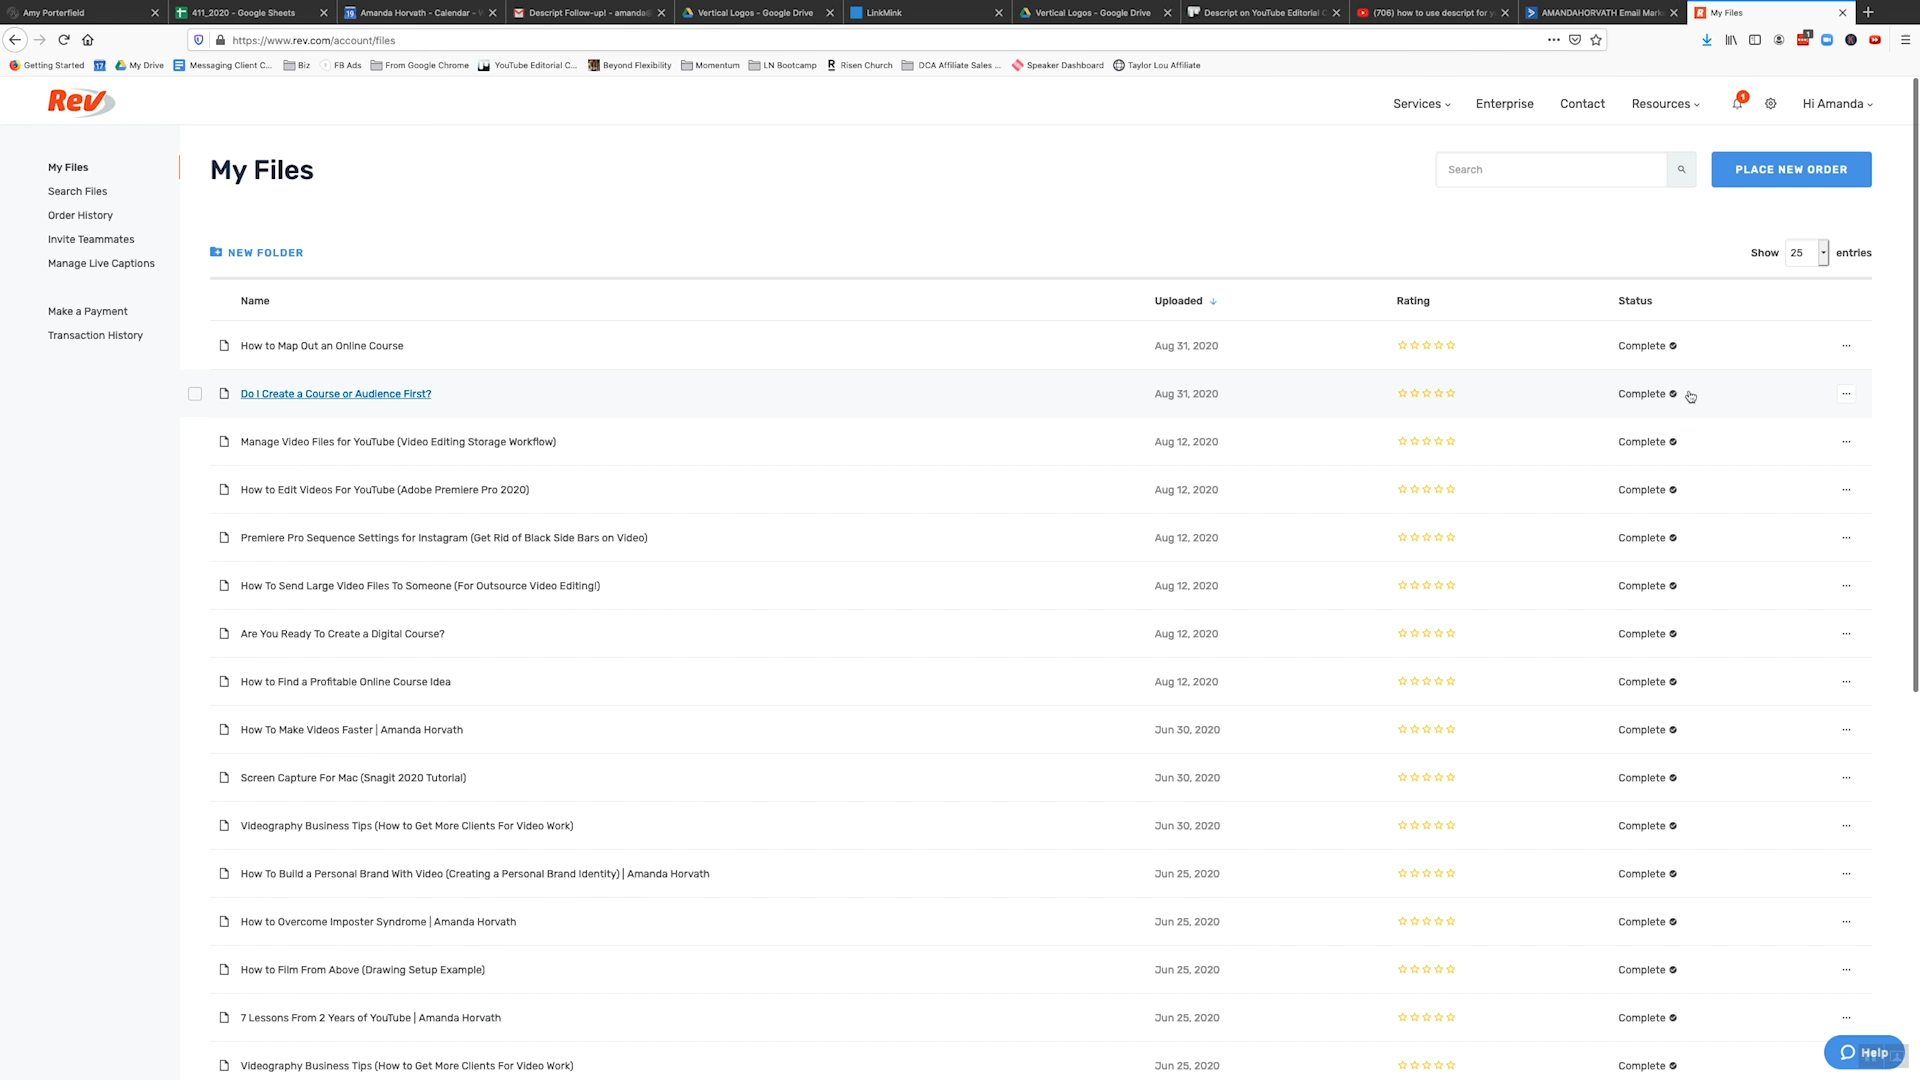 Amy Porterfield
411_2020 - Google Sheets
Amanda Horvath - Calendar - W
Descript Follow-up! - amanda@
Vertical Logos - Google Drive
LinkMink
Vertical Logos - Google Drive
Descript on YouTube Editorial C
(706) how to use descript for y
AMANDAHORVATH Email Mark
My Files
https://www.rev.com/account/files
Getting Started
My Drive
Messaging Client C...
Biz
FB Ads
From Google Chrome
YouTube Editorial C...
Beyond Flexibility
Momentum
LN Bootcamp
Risen Church
DCA Affiliate Sales ...
Speaker Dashboard
Taylor Lou Affiliate
Rev
Services
Enterprise
Contact
Resources
1
Hi Amanda
My Files
Search Files
Order History
Invite Teammates
Manage Live Captions
Make a Payment
Transaction History
My Files
Search
PLACE NEW ORDER
NEW FOLDER
Show 25 entries
Name Uploaded Rating Status
How to Map Out an Online Course Aug 31, 2020 Complete
Do I Create a Course or Audience First? Aug 31, 2020 Complete
Manage Video Files for YouTube (Video Editing Storage Workflow) Aug 12, 2020 Complete
How to Edit Videos For YouTube (Adobe Premiere Pro 2020) Aug 12, 2020 Complete
Premiere Pro Sequence Settings for Instagram (Get Rid of Black Side Bars on Video) Aug 12, 2020 Complete
How To Send Large Video Files To Someone (For Outsource Video Editing!) Aug 12, 2020 Complete
Are You Ready To Create a Digital Course? Aug 12, 2020 Complete
How to Find a Profitable Online Course Idea Aug 12, 2020 Complete
How To Make Videos Faster | Amanda Horvath Jun 30, 2020 Complete
Screen Capture For Mac (Snagit 2020 Tutorial) Jun 30, 2020 Complete
Videography Business Tips (How to Get More Clients For Video Work) Jun 30, 2020 Complete
How To Build a Personal Brand With Video (Creating a Personal Brand Identity) | Amanda Horvath Jun 25, 2020 Complete
How to Overcome Imposter Syndrome | Amanda Horvath Jun 25, 2020 Complete
How to Film From Above (Drawing Setup Example) Jun 25, 2020 Complete
7 Lessons From 2 Years of YouTube | Amanda Horvath Jun 25, 2020 Complete
Videography Business Tips (How to Get More Clients For Video Work) Jun 25, 2020 Complete
Help